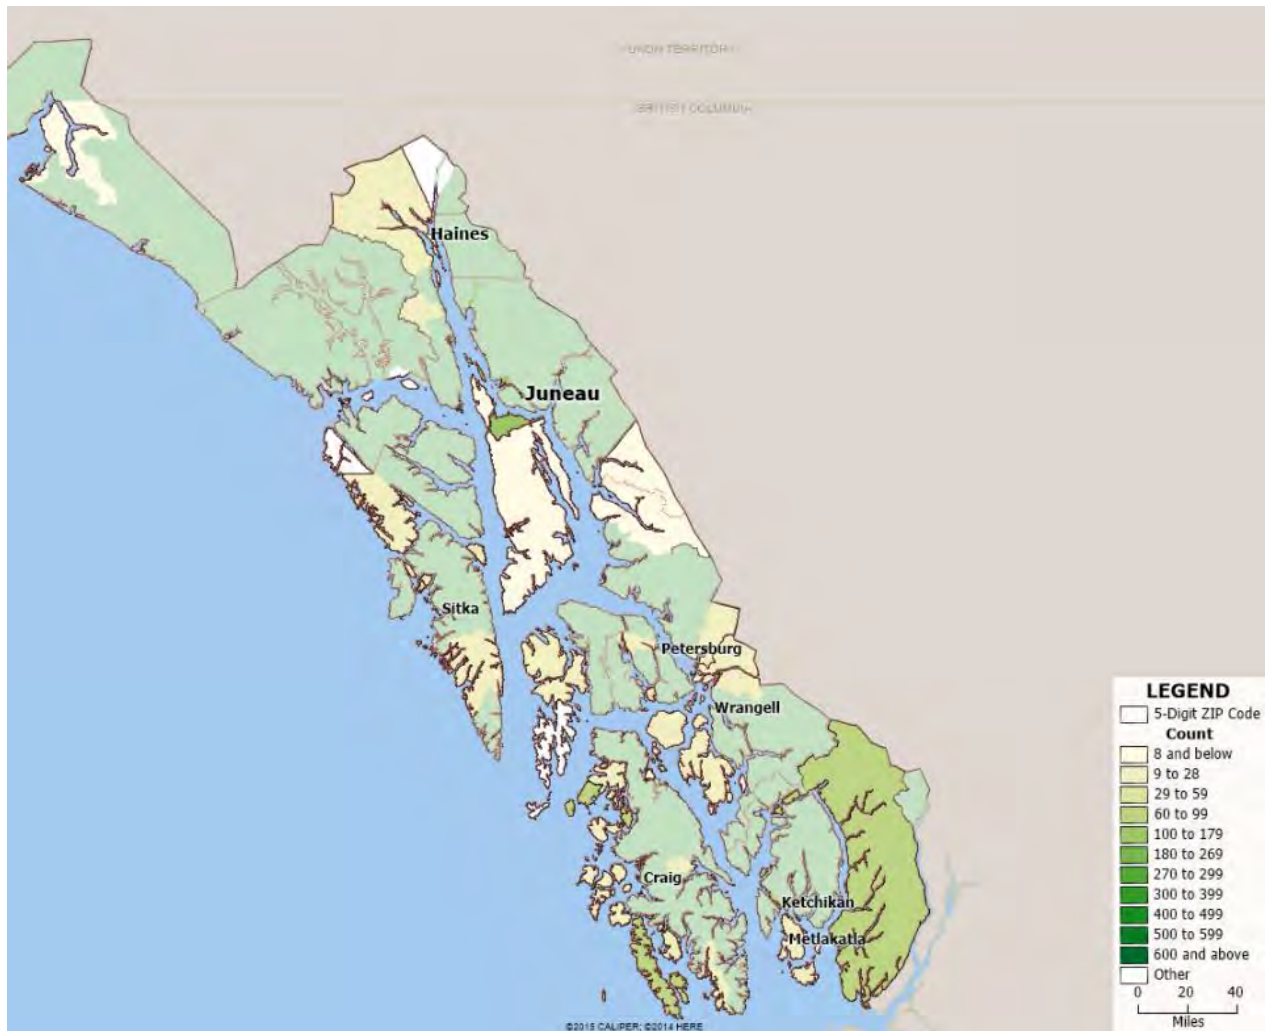 YUKON TERRITORY
BRITISH COLUMBIA
Haines
Juneau
Sitka
Petersburg
Wrangell
Craig
Ketchikan
Metlakatla
LEGEND
5-Digit ZIP Code
Count
8 and below
9 to 28
29 to 59
60 to 99
100 to 179
180 to 269
270 to 299
300 to 399
400 to 499
500 to 599
600 and above
Other
0 20 40
Miles
©2015 CALIPER; ©2014 HERE